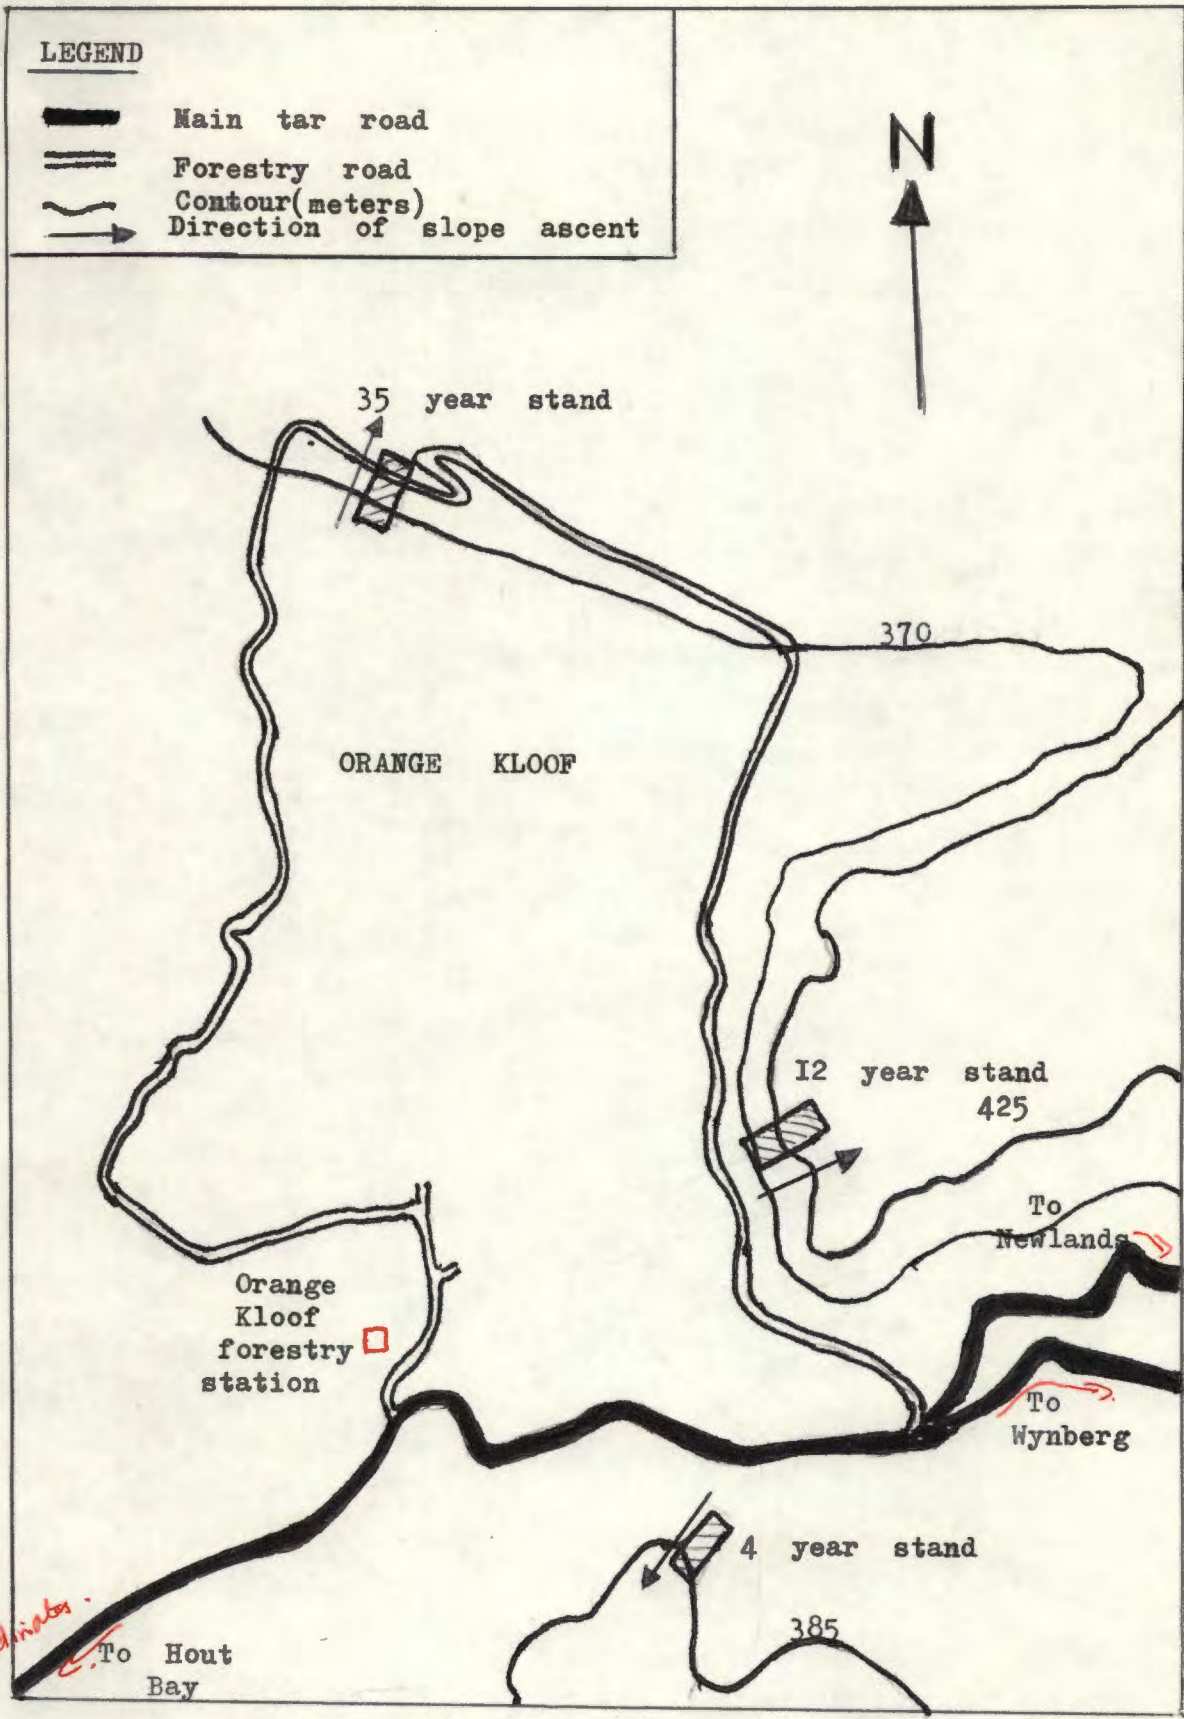 LEGEND
Main tar road
Forestry road
Contour(meters)
Direction of slope ascent
N
35 year stand
370
ORANGE KLOOF
I2 year stand
425
To
Newlands
Orange
Kloof
forestry
station
To
Wynberg
4 year stand
385
To Hout
Bay